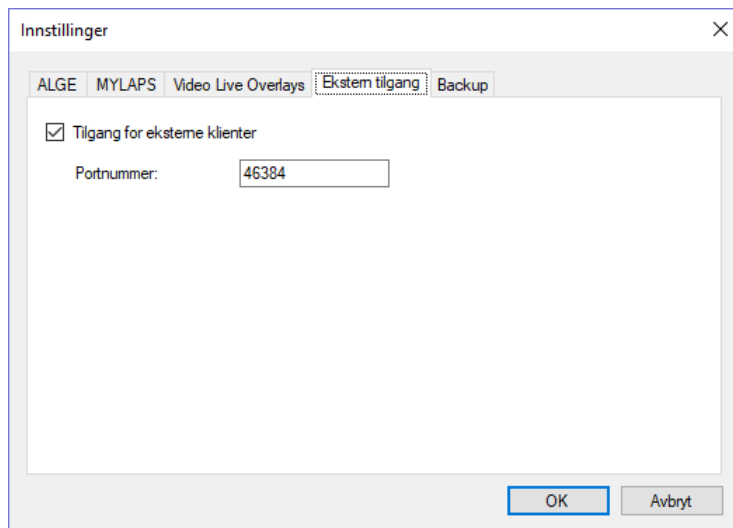 Innstillinger
ALGE MYLAPS Video Live Overlays Ekstern tilgang Backup
Tilgang for eksterne klienter
Portnummer: 46384
OK Avbryt